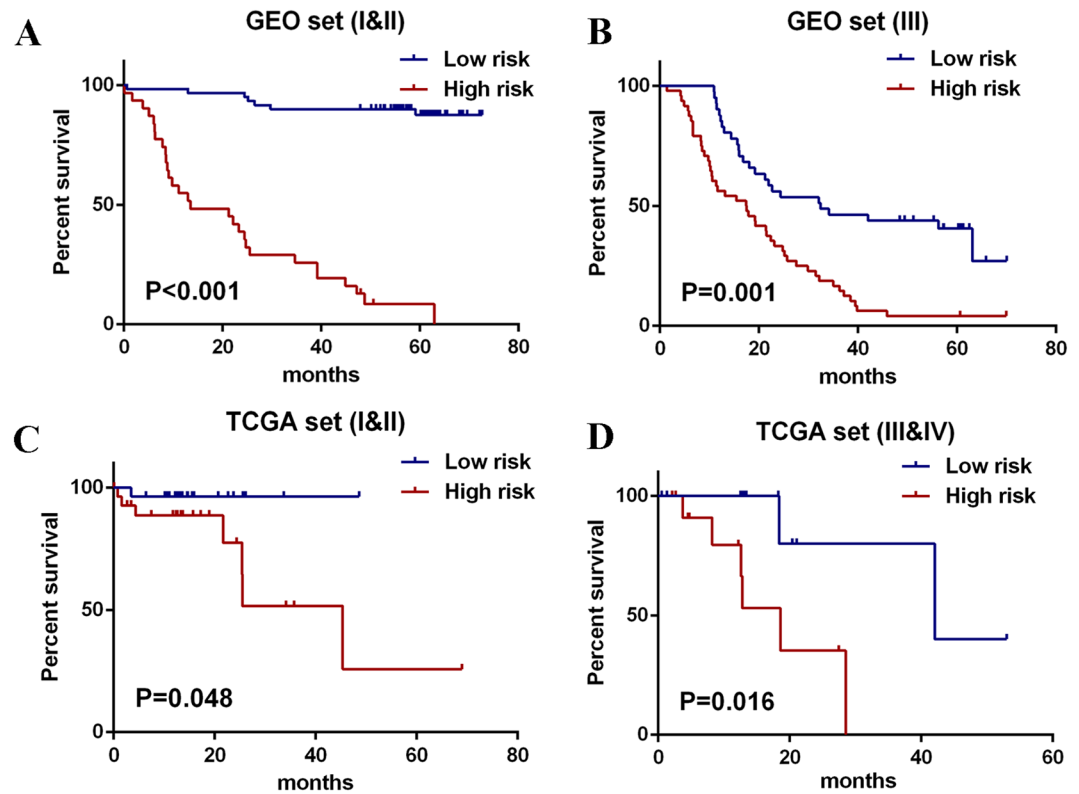 A
GEO set (I&II)
Low risk
High risk
Percent survival
100
50
0
P<0.001
0 20 40 60 80
months
B
GEO set (III)
Low risk
High risk
Percent survival
100
50
0
P=0.001
0 20 40 60 80
months
C
TCGA set (I&II)
Low risk
High risk
Percent survival
100
50
0
P=0.048
0 20 40 60 80
months
D
TCGA set (III&IV)
Low risk
High risk
Percent survival
100
50
0
P=0.016
0 20 40 60
months